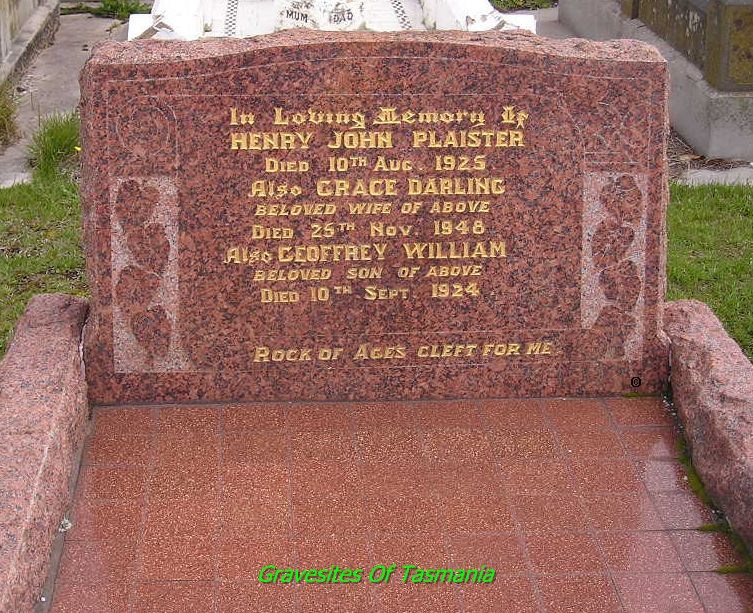 MUM DAD
In Loving Memory Of
HENRY JOHN PLAISTER
DIED 10TH AUG. 1925
Also GRACE DARLING
BELOVED WIFE OF ABOVE
DIED 25TH NOV. 1948
Also GEOFFREY WILLIAM
BELOVED SON OF ABOVE
DIED 10TH SEPT. 1924
ROCK OF AGES CLEFT FOR ME.
Gravesites Of Tasmania